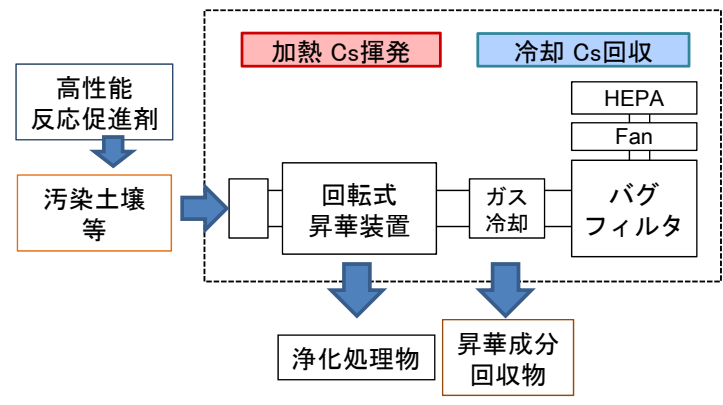 加熱 Cs揮発
冷却 Cs回収
高性能
反応促進剤
HEPA
Fan
汚染土壌
等
回転式
昇華装置
ガス
冷却
バグ
フィルタ
浄化処理物
昇華成分
回収物